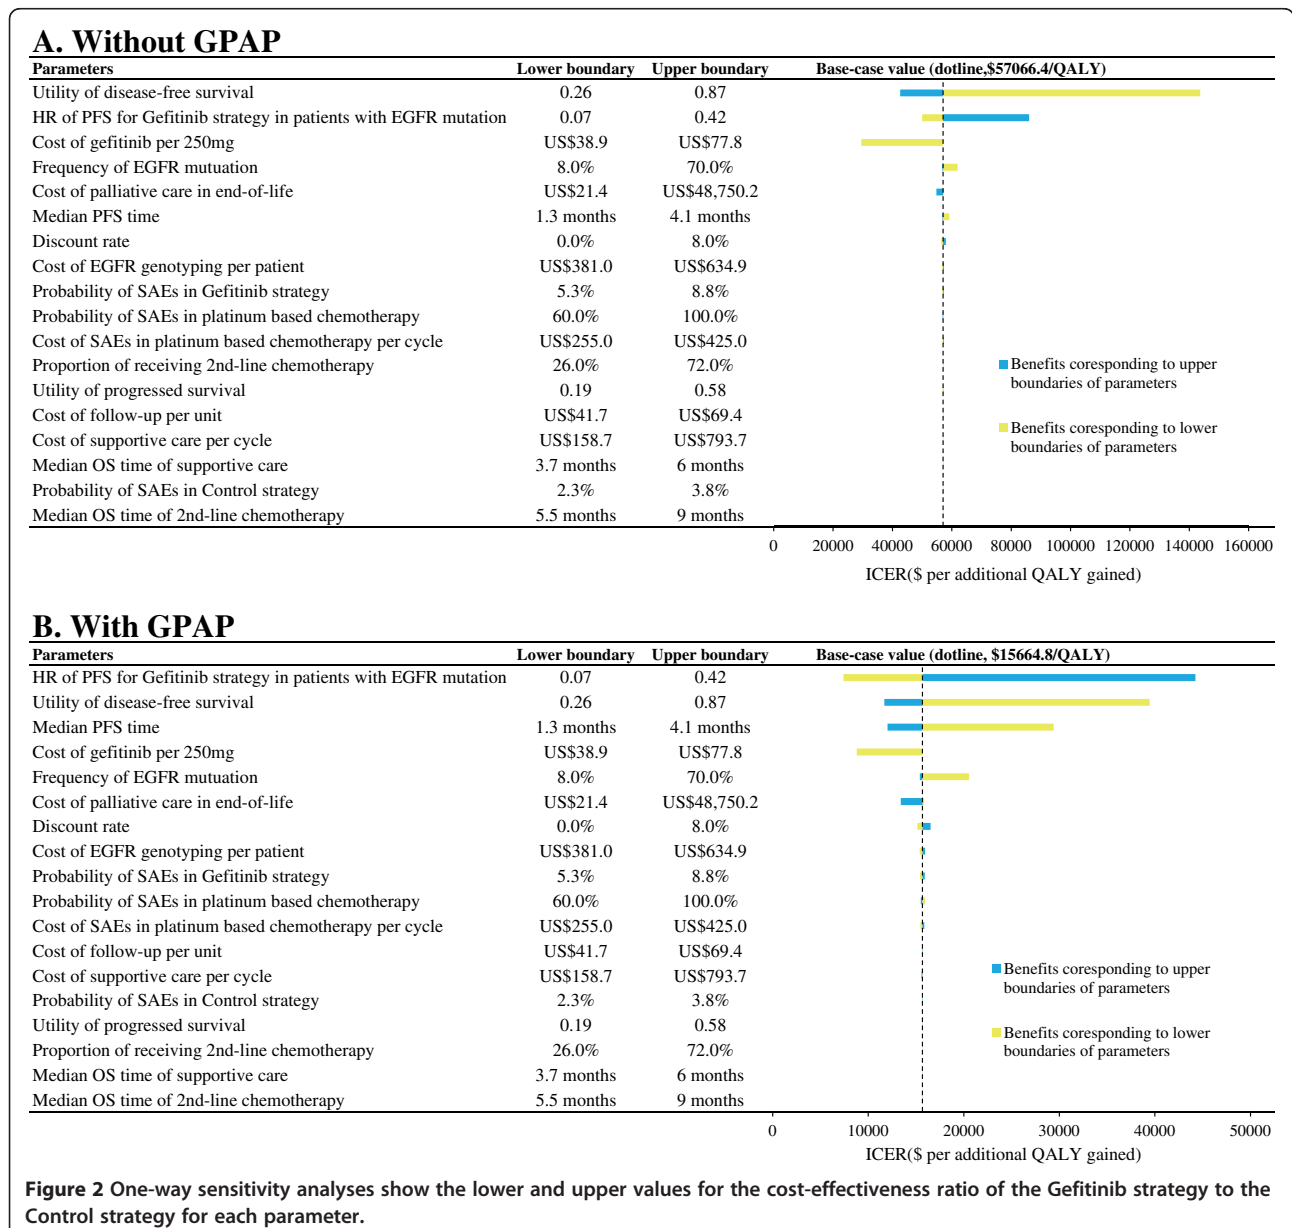 A. Without GPAP
Parameters Lower boundary Upper boundary Base-case value (dotline,$57066.4/QALY)
Utility of disease-free survival 0.26 0.87
HR of PFS for Gefitinib strategy in patients with EGFR mutation 0.07 0.42
Cost of gefitinib per 250mg US$38.9 US$77.8
Frequency of EGFR mutuation 8.0% 70.0%
Cost of palliative care in end-of-life US$21.4 US$48,750.2
Median PFS time 1.3 months 4.1 months
Discount rate 0.0% 8.0%
Cost of EGFR genotyping per patient US$381.0 US$634.9
Probability of SAEs in Gefitinib strategy 5.3% 8.8%
Probability of SAEs in platinum based chemotherapy 60.0% 100.0%
Cost of SAEs in platinum based chemotherapy per cycle US$255.0 US$425.0
Proportion of receiving 2nd-line chemotherapy 26.0% 72.0%
Utility of progressed survival 0.19 0.58
Cost of follow-up per unit US$41.7 US$69.4
Cost of supportive care per cycle US$158.7 US$793.7
Median OS time of supportive care 3.7 months 6 months
Probability of SAEs in Control strategy 2.3% 3.8%
Median OS time of 2nd-line chemotherapy 5.5 months 9 months
Benefits coresponding to upper
boundaries of parameters
Benefits coresponding to lower
boundaries of parameters
0 20000 40000 60000 80000 100000 120000 140000 160000
ICER($ per additional QALY gained)
B. With GPAP
Parameters Lower boundary Upper boundary Base-case value (dotline, $15664.8/QALY)
HR of PFS for Gefitinib strategy in patients with EGFR mutation 0.07 0.42
Utility of disease-free survival 0.26 0.87
Median PFS time 1.3 months 4.1 months
Cost of gefitinib per 250mg US$38.9 US$77.8
Frequency of EGFR mutuation 8.0% 70.0%
Cost of palliative care in end-of-life US$21.4 US$48,750.2
Discount rate 0.0% 8.0%
Cost of EGFR genotyping per patient US$381.0 US$634.9
Probability of SAEs in Gefitinib strategy 5.3% 8.8%
Probability of SAEs in platinum based chemotherapy 60.0% 100.0%
Cost of SAEs in platinum based chemotherapy per cycle US$255.0 US$425.0
Cost of follow-up per unit US$41.7 US$69.4
Cost of supportive care per cycle US$158.7 US$793.7
Probability of SAEs in Control strategy 2.3% 3.8%
Utility of progressed survival 0.19 0.58
Proportion of receiving 2nd-line chemotherapy 26.0% 72.0%
Median OS time of supportive care 3.7 months 6 months
Median OS time of 2nd-line chemotherapy 5.5 months 9 months
Benefits coresponding to upper
boundaries of parameters
Benefits coresponding to lower
boundaries of parameters
0 10000 20000 30000 40000 50000
ICER($ per additional QALY gained)
Figure 2 One-way sensitivity analyses show the lower and upper values for the cost-effectiveness ratio of the Gefitinib strategy to the
Control strategy for each parameter.